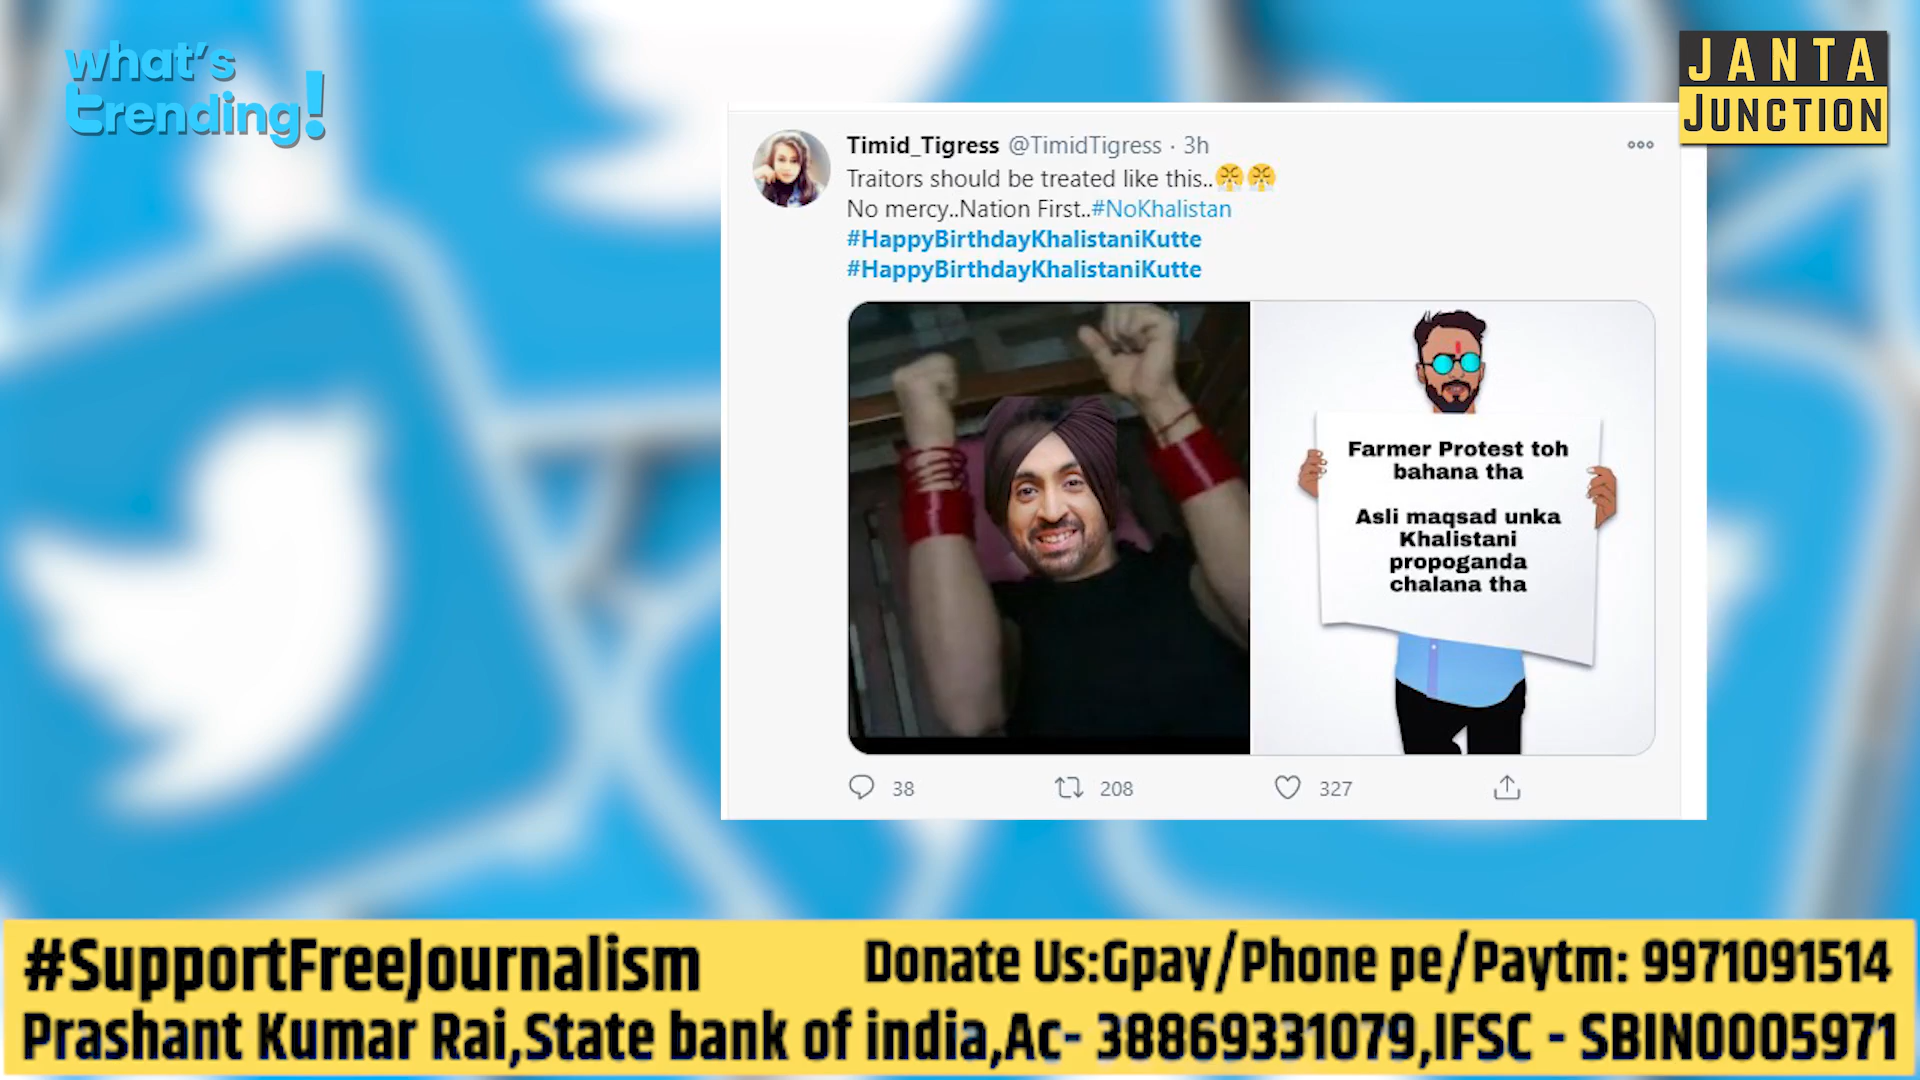 what's
trending!
JANTA
JUNCTION
Timid_Tigress @TimidTigress · 3h
Traitors should be treated like this..😤😤
No mercy..Nation First..#NoKhalistan
#HappyBirthdayKhalistaniKutte
#HappyBirthdayKhalistaniKutte
Farmer Protest toh
bahana tha
Asli maqsad unka
Khalistani
propoganda
chalana tha
38 208 327
#SupportFreeJournalism Donate Us:Gpay/Phone pe/Paytm: 9971091514
Prashant Kumar Rai,State bank of india,Ac- 38869331079,IFSC - SBIN0005971